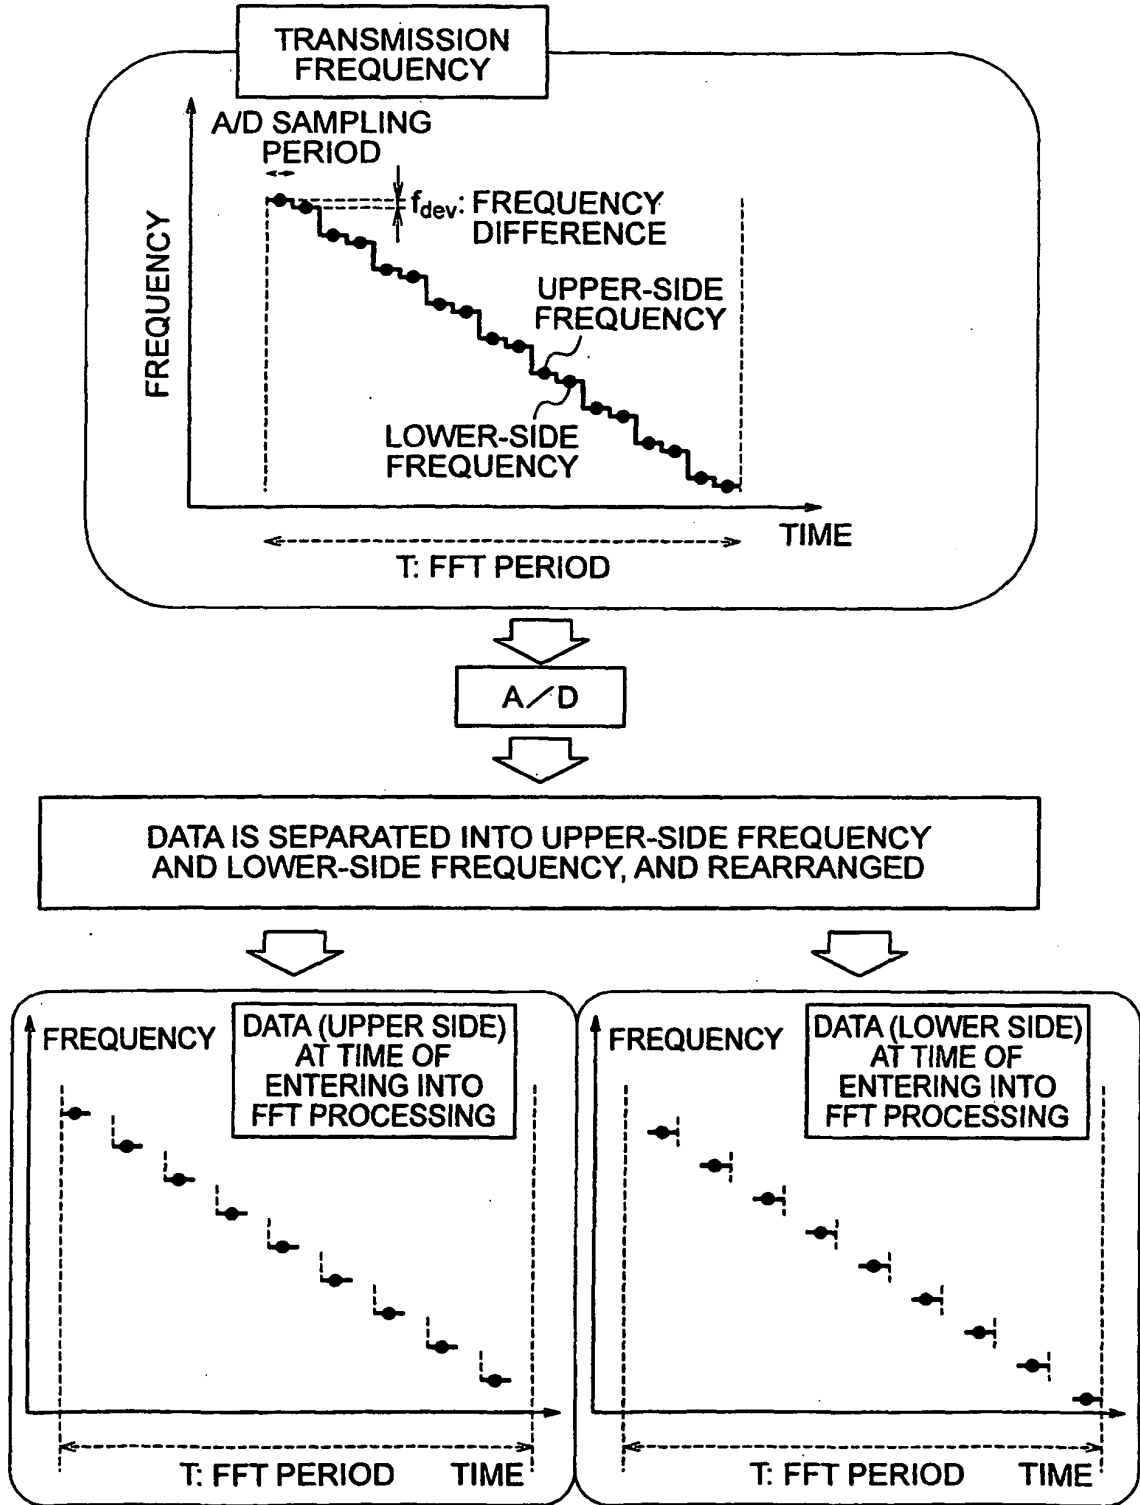 TRANSMISSION
FREQUENCY
A/D SAMPLING
PERIOD
fdev: FREQUENCY
DIFFERENCE
FREQUENCY
UPPER-SIDE
FREQUENCY
LOWER-SIDE
FREQUENCY
TIME
T: FFT PERIOD
A/D
DATA IS SEPARATED INTO UPPER-SIDE FREQUENCY
AND LOWER-SIDE FREQUENCY, AND REARRANGED
FREQUENCY
DATA (UPPER SIDE)
AT TIME OF
ENTERING INTO
FFT PROCESSING
T: FFT PERIOD
TIME
FREQUENCY
DATA (LOWER SIDE)
AT TIME OF
ENTERING INTO
FFT PROCESSING
T: FFT PERIOD
TIME